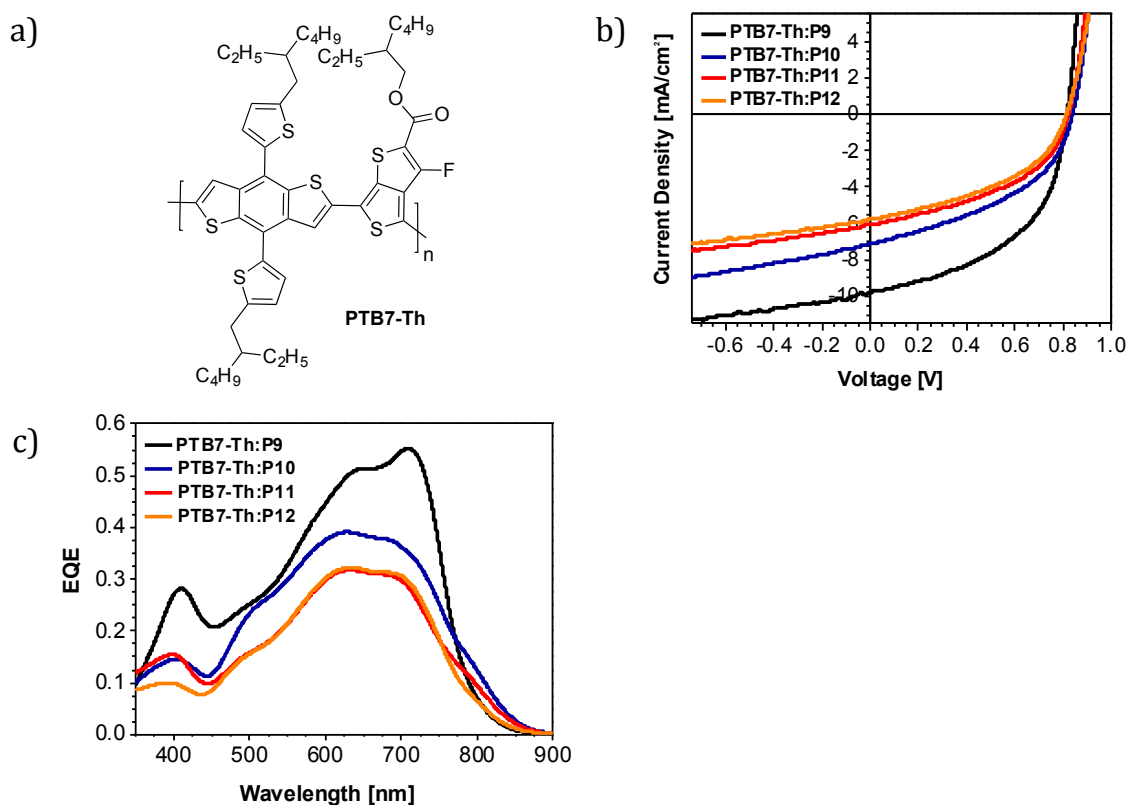 a)
C4H9
C2H5
C4H9
C2H5
O
O
S
S
F
S
S
S
S
n
PTB7-Th
C2H5
C4H9
b)
PTB7-Th:P9
PTB7-Th:P10
PTB7-Th:P11
PTB7-Th:P12
Current Density [mA/cm²]
4
2
0
-2
-4
-6
-8
-10
-0.6 -0.4 -0.2 0.0 0.2 0.4 0.6 0.8 1.0
Voltage [V]
c)
PTB7-Th:P9
PTB7-Th:P10
PTB7-Th:P11
PTB7-Th:P12
EQE
0.6
0.5
0.4
0.3
0.2
0.1
0.0
400 500 600 700 800 900
Wavelength [nm]